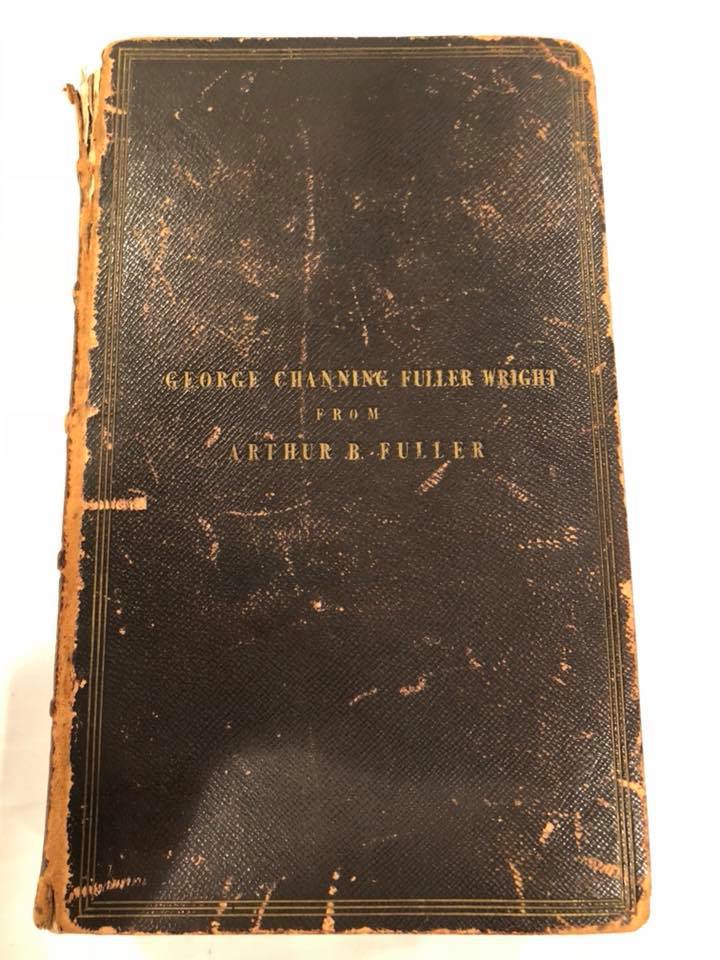 GEORGE CHANNING FULLER WRIGHT
FROM
ARTHUR B. FULLER